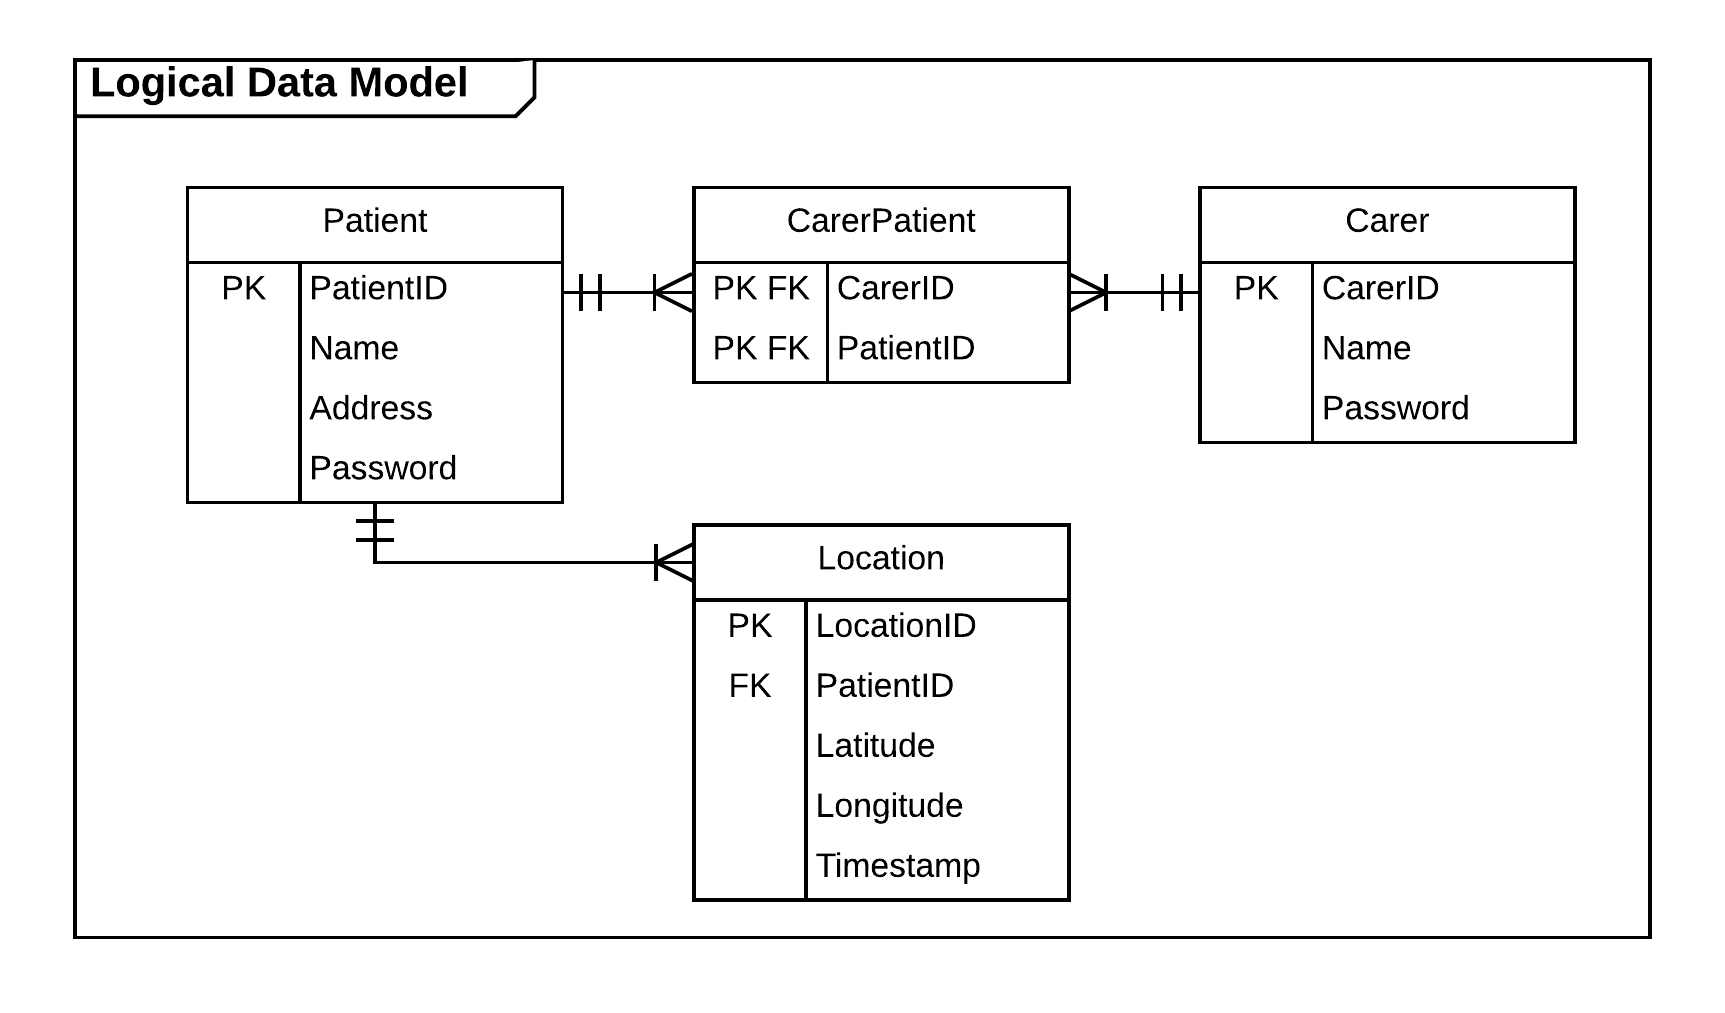 Logical Data Model
Patient
PK PatientID
Name
Address
Password
CarerPatient
PK FK CarerID
PK FK PatientID
Carer
PK CarerID
Name
Password
Location
PK LocationID
FK PatientID
Latitude
Longitude
Timestamp